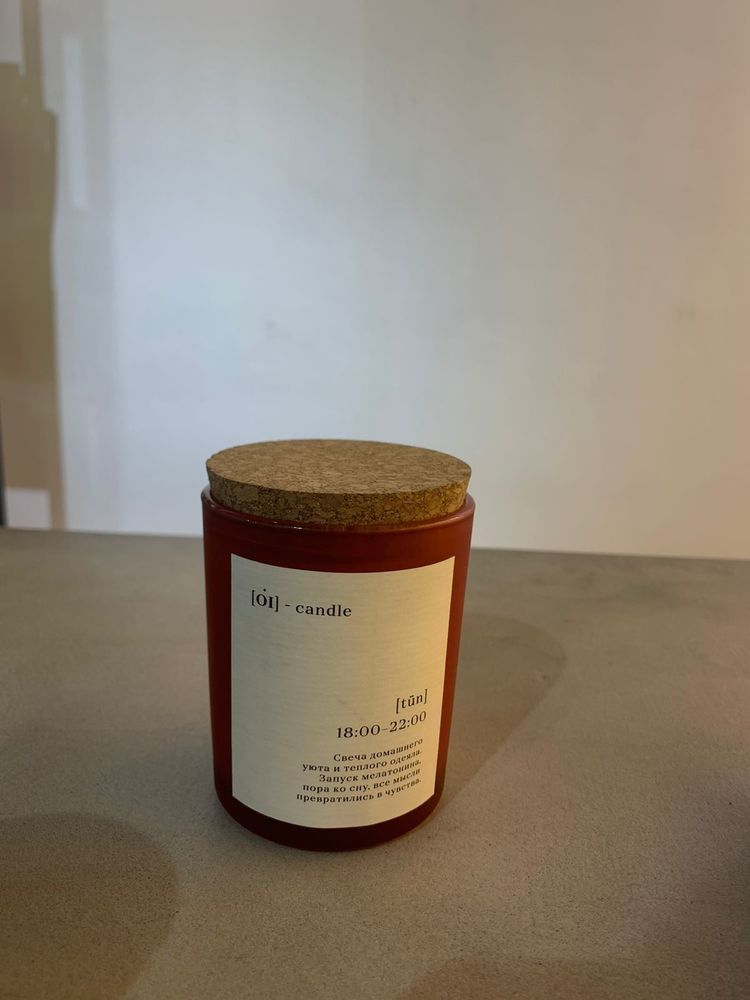 [ȮI] - candle
[tūn]
18:00–22:00
Свеча домашнего
уюта и теплого одеяла.
Запуск мелатонина,
пора ко сну, все мысли
превратились в чувства.